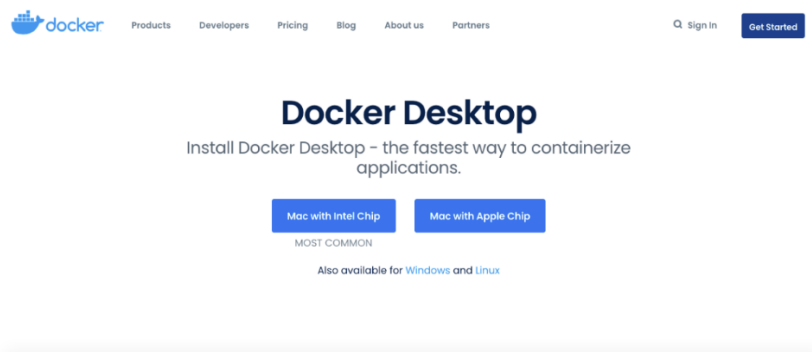 docker Products Developers Pricing Blog About us Partners Sign In Get Started
Docker Desktop
Install Docker Desktop - the fastest way to containerize
applications.
Mac with Intel Chip Mac with Apple Chip
MOST COMMON
Also available for Windows and Linux